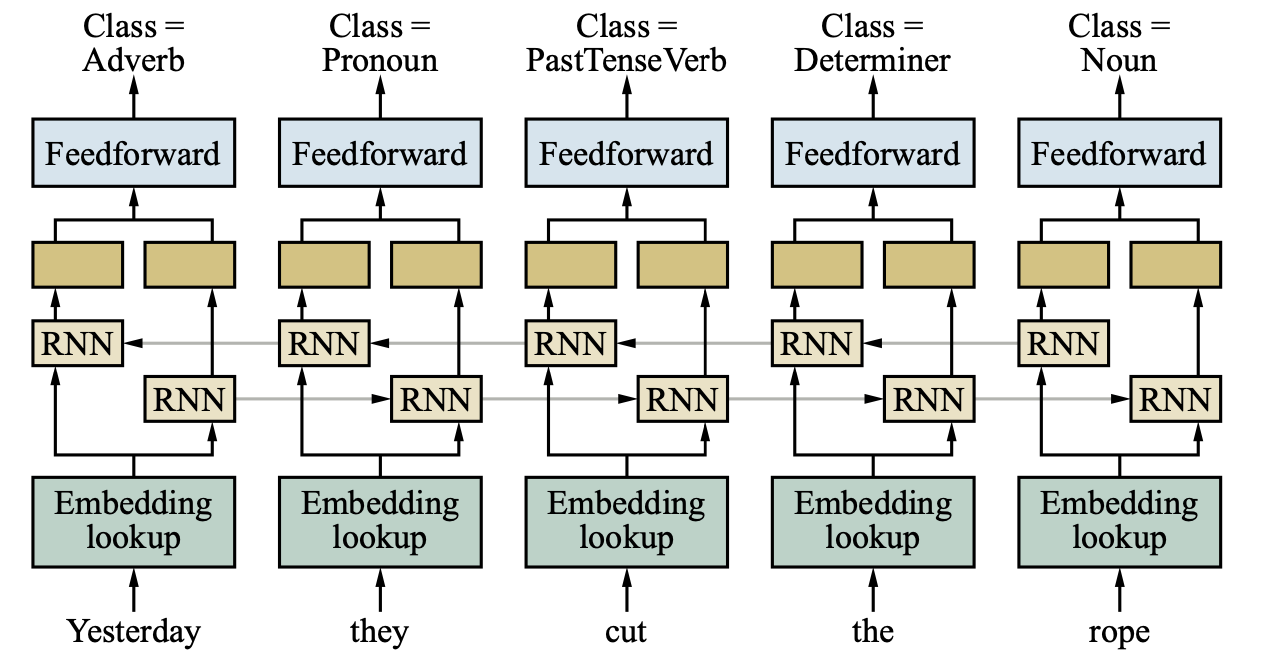 Class = Class = Class = Class = Class =
Adverb Pronoun PastTenseVerb Determiner Noun
Feedforward Feedforward Feedforward Feedforward Feedforward
RNN RNN RNN RNN RNN
RNN RNN RNN RNN RNN
Embedding Embedding Embedding Embedding Embedding
lookup lookup lookup lookup lookup
Yesterday they cut the rope